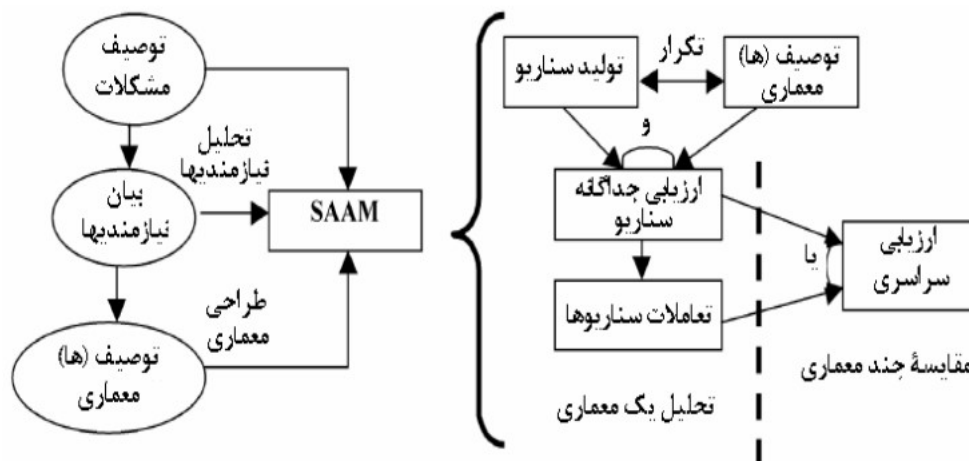 توصیف
مشکلات
تحلیل
نیازمندیها
بیان
نیازمندیها
SAAM
طراحی
معماری
توصیف (ها)
معماری
تولید سناریو
تکرار
توصیف (ها)
معماری
و
ارزیابی جداگانه
سناریو
تعاملات سناریوها
یا
ارزیابی
سراسری
تحلیل یک معماری
مقایسۀ چند معماری